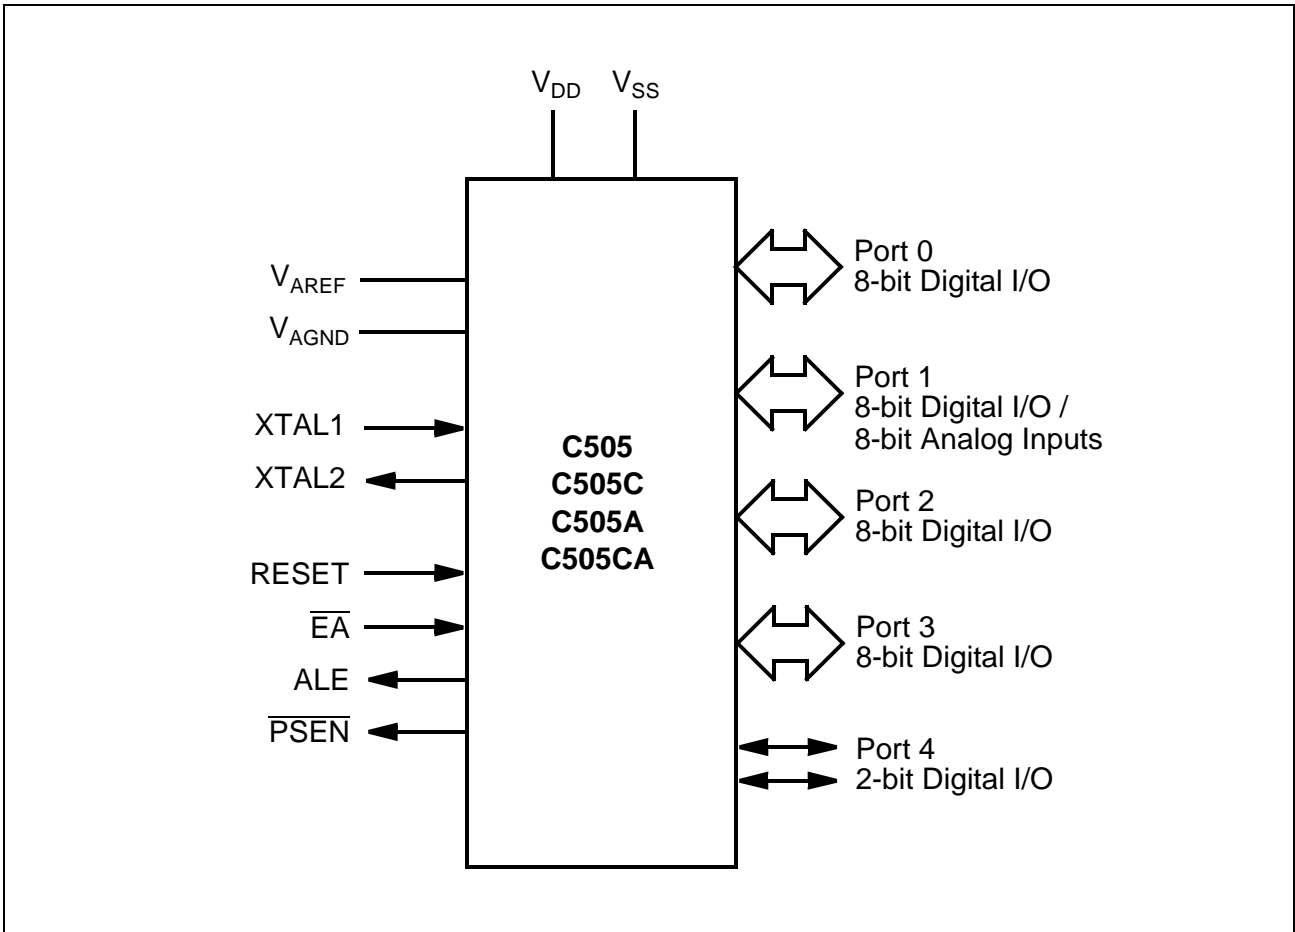 VDD VSS
VAREF
VAGND
XTAL1
XTAL2
RESET
E̅A̅
ALE
P̅S̅E̅N̅
C505
C505C
C505A
C505CA
Port 0
8-bit Digital I/O
Port 1
8-bit Digital I/O /
8-bit Analog Inputs
Port 2
8-bit Digital I/O
Port 3
8-bit Digital I/O
Port 4
2-bit Digital I/O